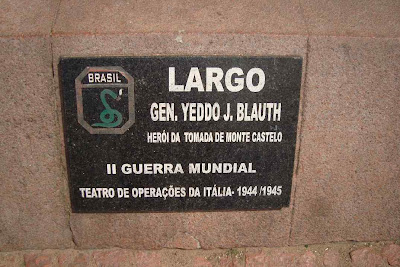 BRASIL
LARGO
GEN. YEDDO J. BLAUTH
HERÓI DA TOMADA DE MONTE CASTELO
II GUERRA MUNDIAL
TEATRO DE OPERAÇÕES DA ITÁLIA- 1944/1945